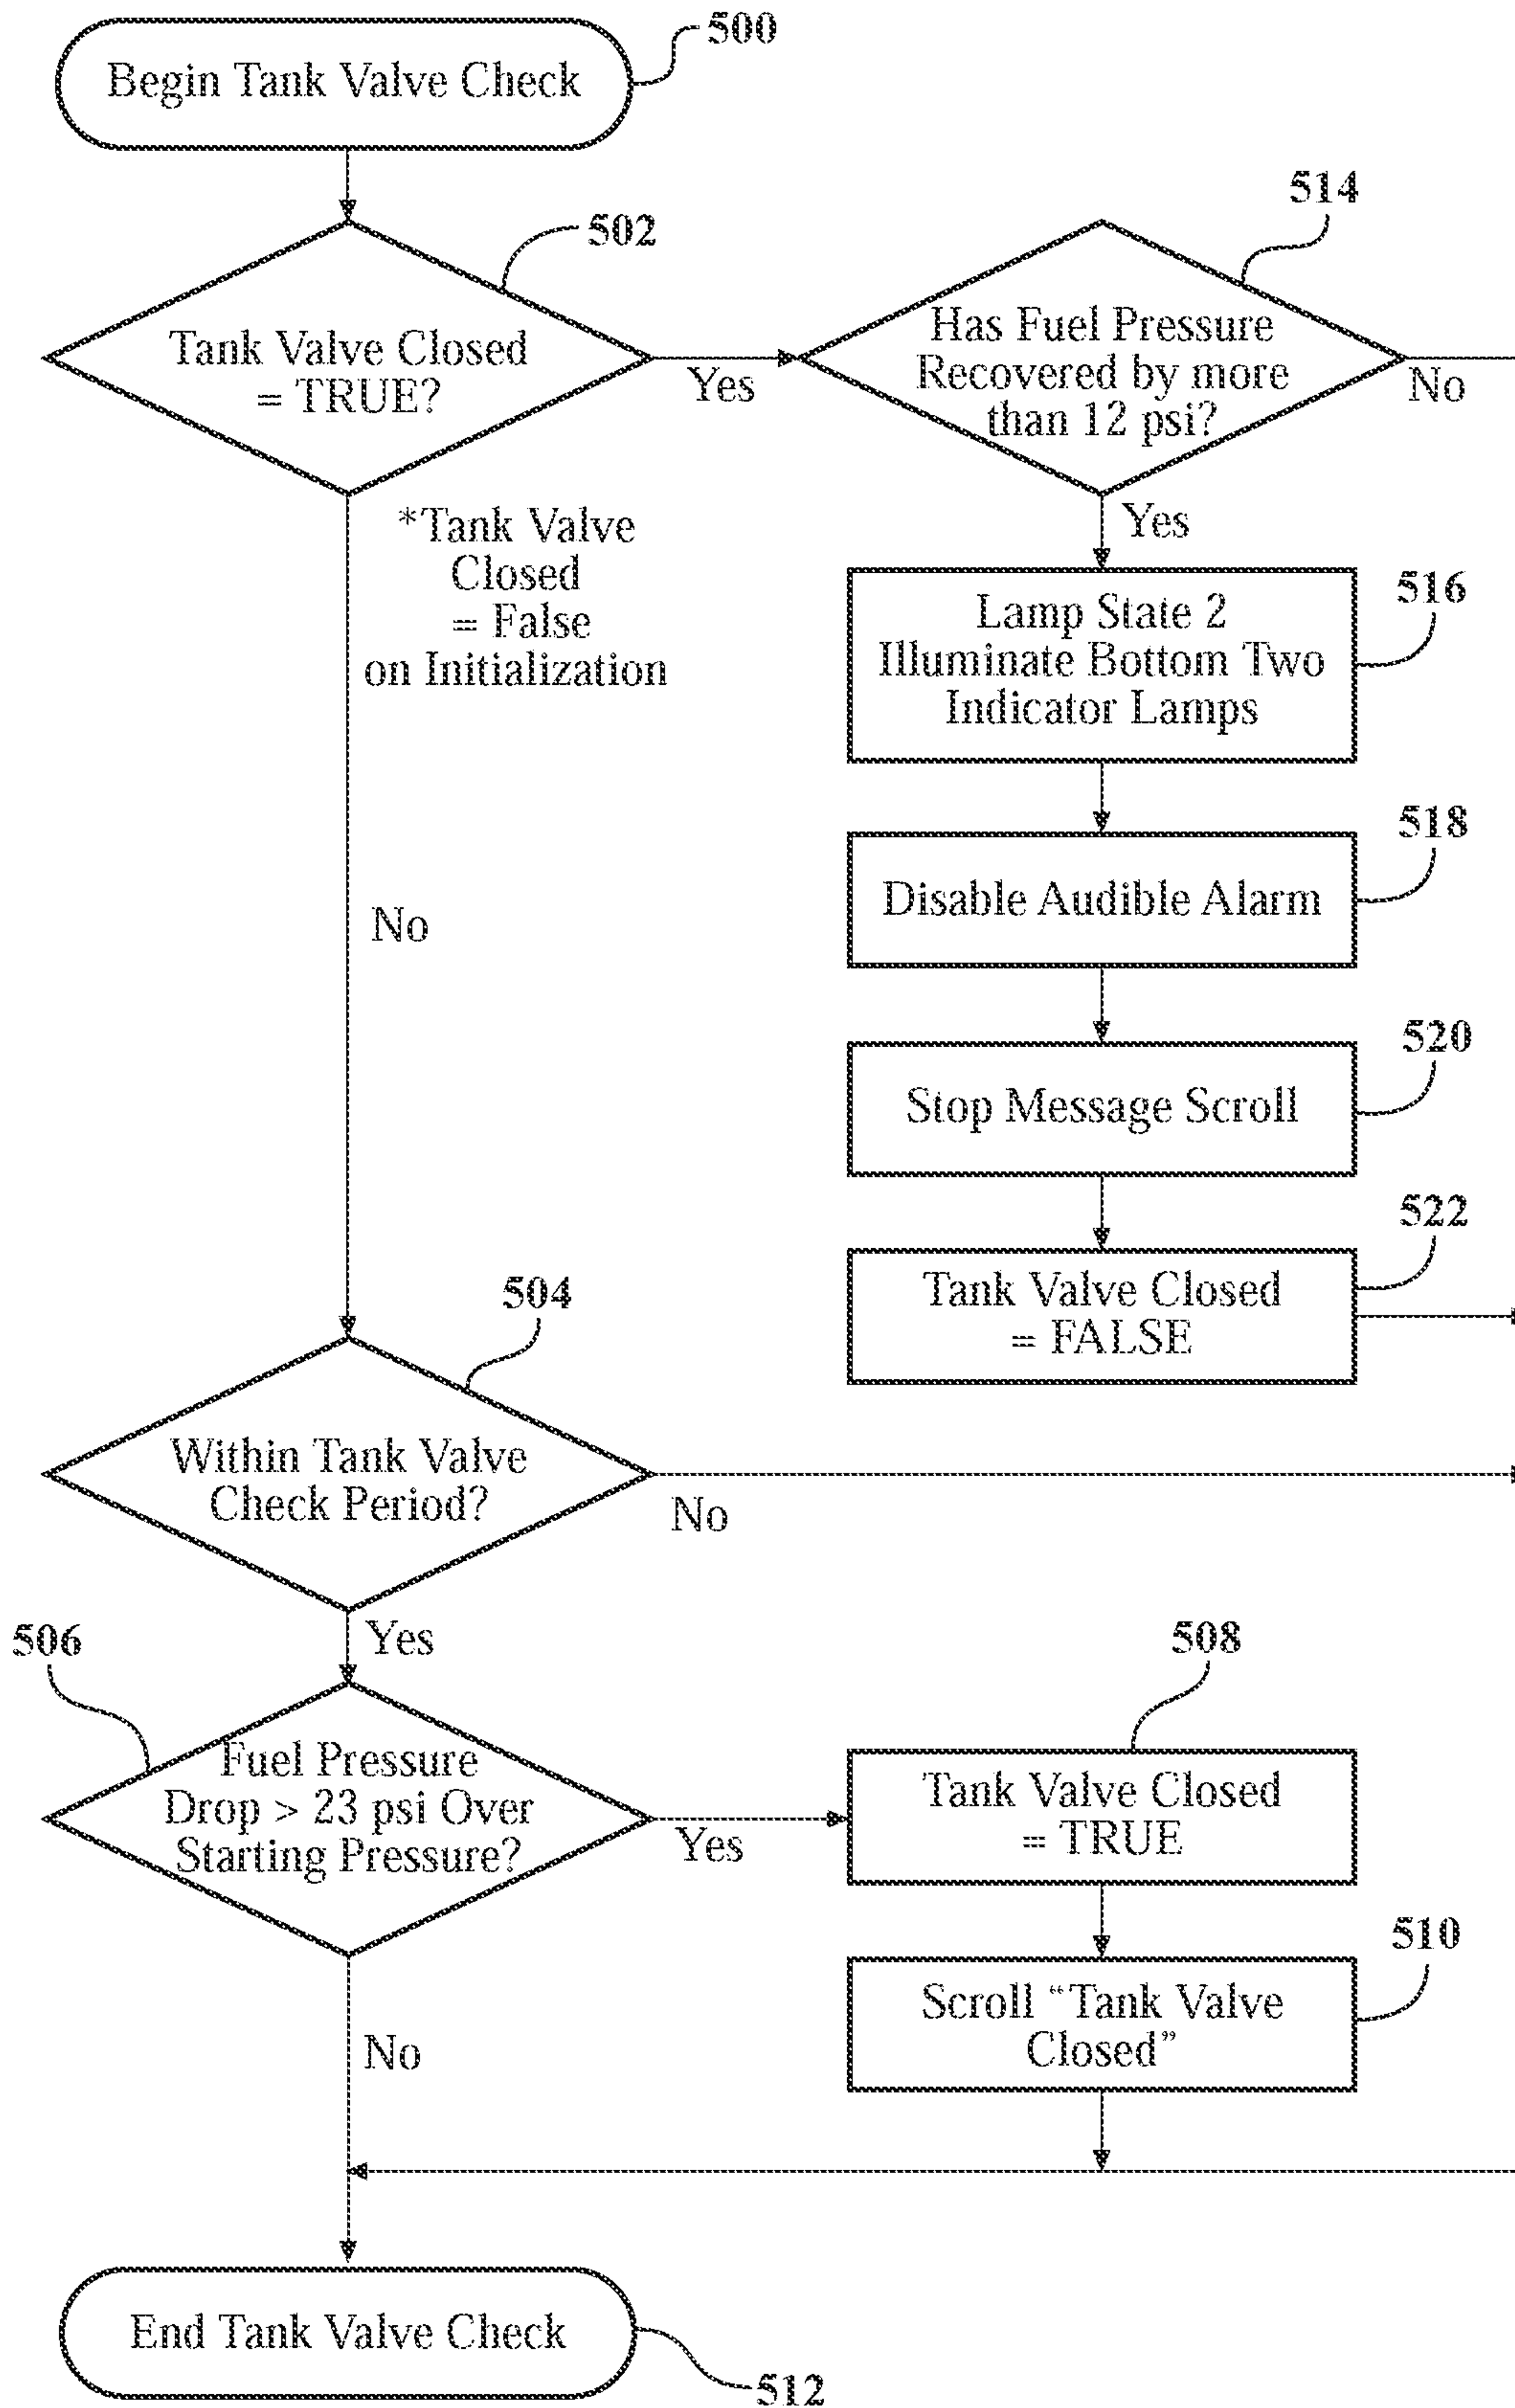 Begin Tank Valve Check
500
502
Tank Valve Closed
= TRUE?
Yes
514
Has Fuel Pressure
Recovered by more
than 12 psi?
No
*Tank Valve
Closed
= False
on Initialization
Yes
516
Lamp State 2
Illuminate Bottom Two
Indicator Lamps
518
Disable Audible Alarm
No
520
Stop Message Scroll
522
Tank Valve Closed
= FALSE
504
Within Tank Valve
Check Period?
No
Yes
506
Fuel Pressure
Drop > 23 psi Over
Starting Pressure?
Yes
508
Tank Valve Closed
= TRUE
510
Scroll “Tank Valve
Closed”
No
End Tank Valve Check
512